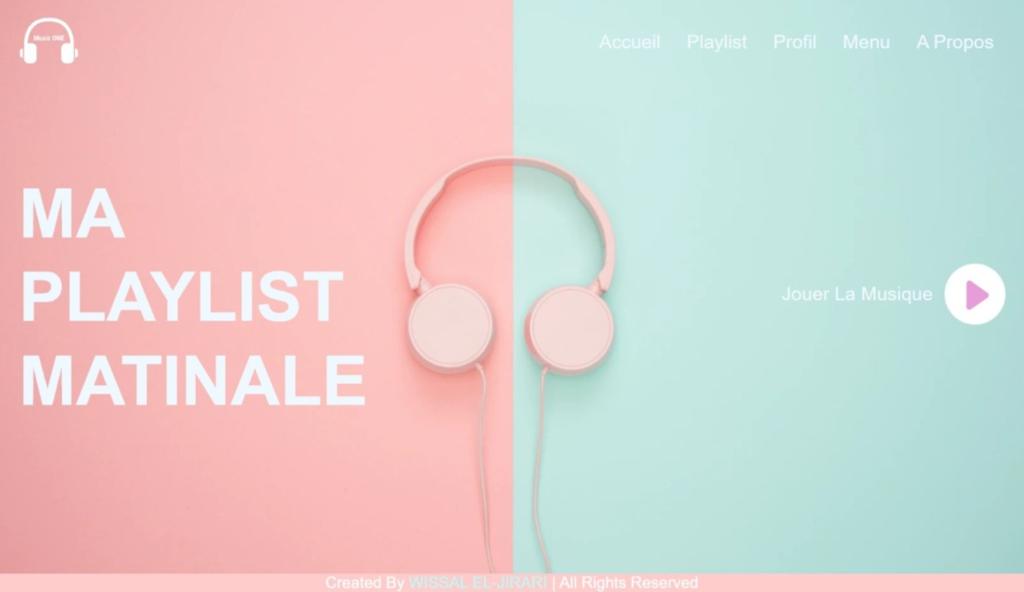 Music ONE
Accueil Playlist Profil Menu A Propos
MA
PLAYLIST
MATINALE
Jouer La Musique
Created By WISSAL EL-JIRARI | All Rights Reserved